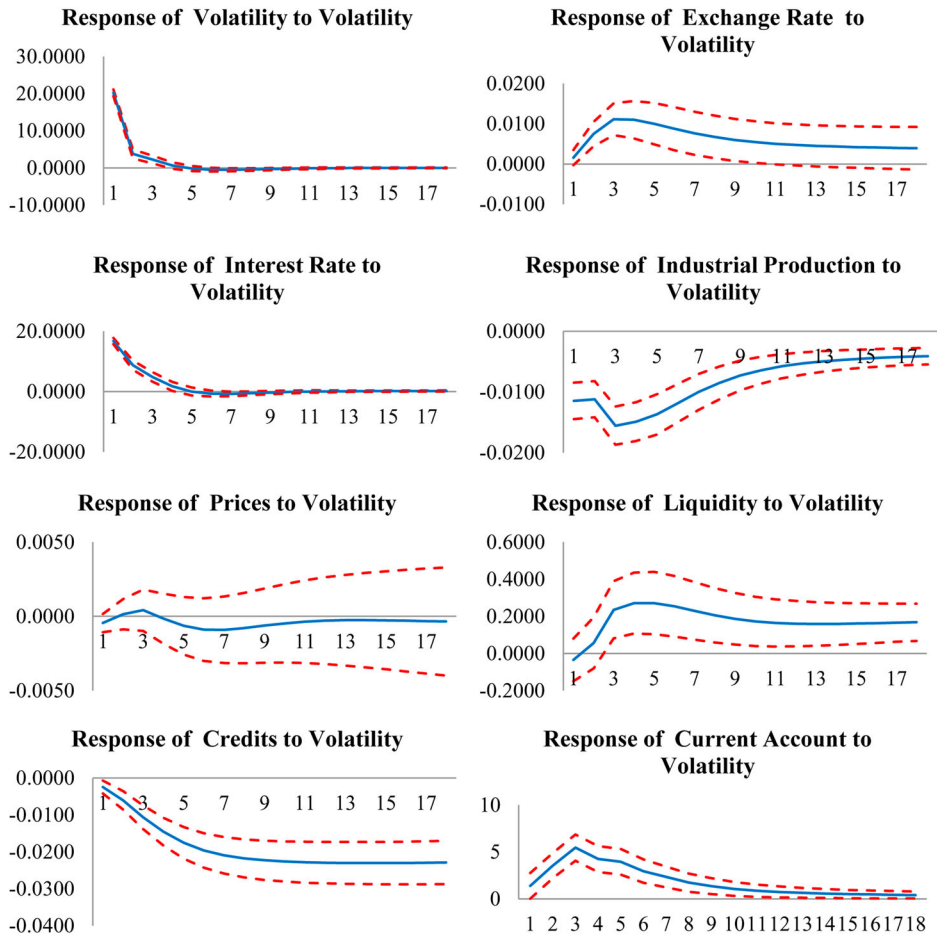 Response of Volatility to Volatility
30.0000
20.0000
10.0000
0.0000
-10.0000
1 3 5 7 9 11 13 15 17
Response of Exchange Rate to
Volatility
0.0200
0.0100
0.0000
-0.0100
1 3 5 7 9 11 13 15 17
Response of Interest Rate to
Volatility
20.0000
0.0000
-20.0000
1 3 5 7 9 11 13 15 17
Response of Industrial Production to
Volatility
0.0000
-0.0100
-0.0200
1 3 5 7 9 11 13 15 17
Response of Prices to Volatility
0.0050
0.0000
-0.0050
1 3 5 7 9 11 13 15 17
Response of Liquidity to Volatility
0.6000
0.4000
0.2000
0.0000
-0.2000
1 3 5 7 9 11 13 15 17
Response of Credits to Volatility
0.0000
-0.0100
-0.0200
-0.0300
-0.0400
1 3 5 7 9 11 13 15 17
Response of Current Account to
Volatility
10
5
0
1 2 3 4 5 6 7 8 9 10 11 12 13 14 15 16 17 18